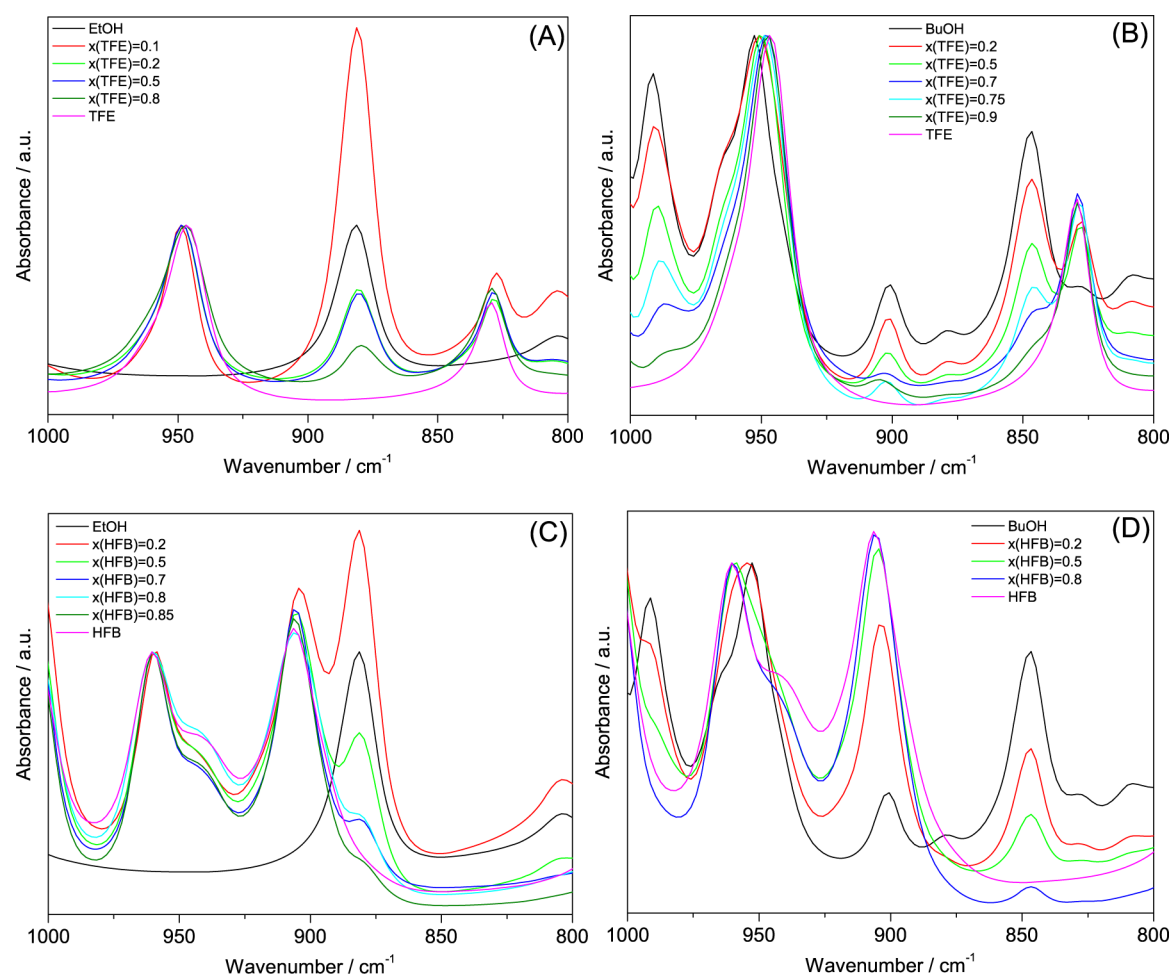 (A)
EtOH
x(TFE)=0.1
x(TFE)=0.2
x(TFE)=0.5
x(TFE)=0.8
TFE
Absorbance / a.u.
1000 950 900 850 800
Wavenumber / cm⁻¹
(B)
BuOH
x(TFE)=0.2
x(TFE)=0.5
x(TFE)=0.7
x(TFE)=0.75
x(TFE)=0.9
TFE
Absorbance / a.u.
1000 950 900 850 800
Wavenumber / cm⁻¹
(C)
EtOH
x(HFB)=0.2
x(HFB)=0.5
x(HFB)=0.7
x(HFB)=0.8
x(HFB)=0.85
HFB
Absorbance / a.u.
1000 950 900 850 800
Wavenumber / cm⁻¹
(D)
BuOH
x(HFB)=0.2
x(HFB)=0.5
x(HFB)=0.8
HFB
Absorbance / a.u.
1000 950 900 850 800
Wavenumber / cm⁻¹